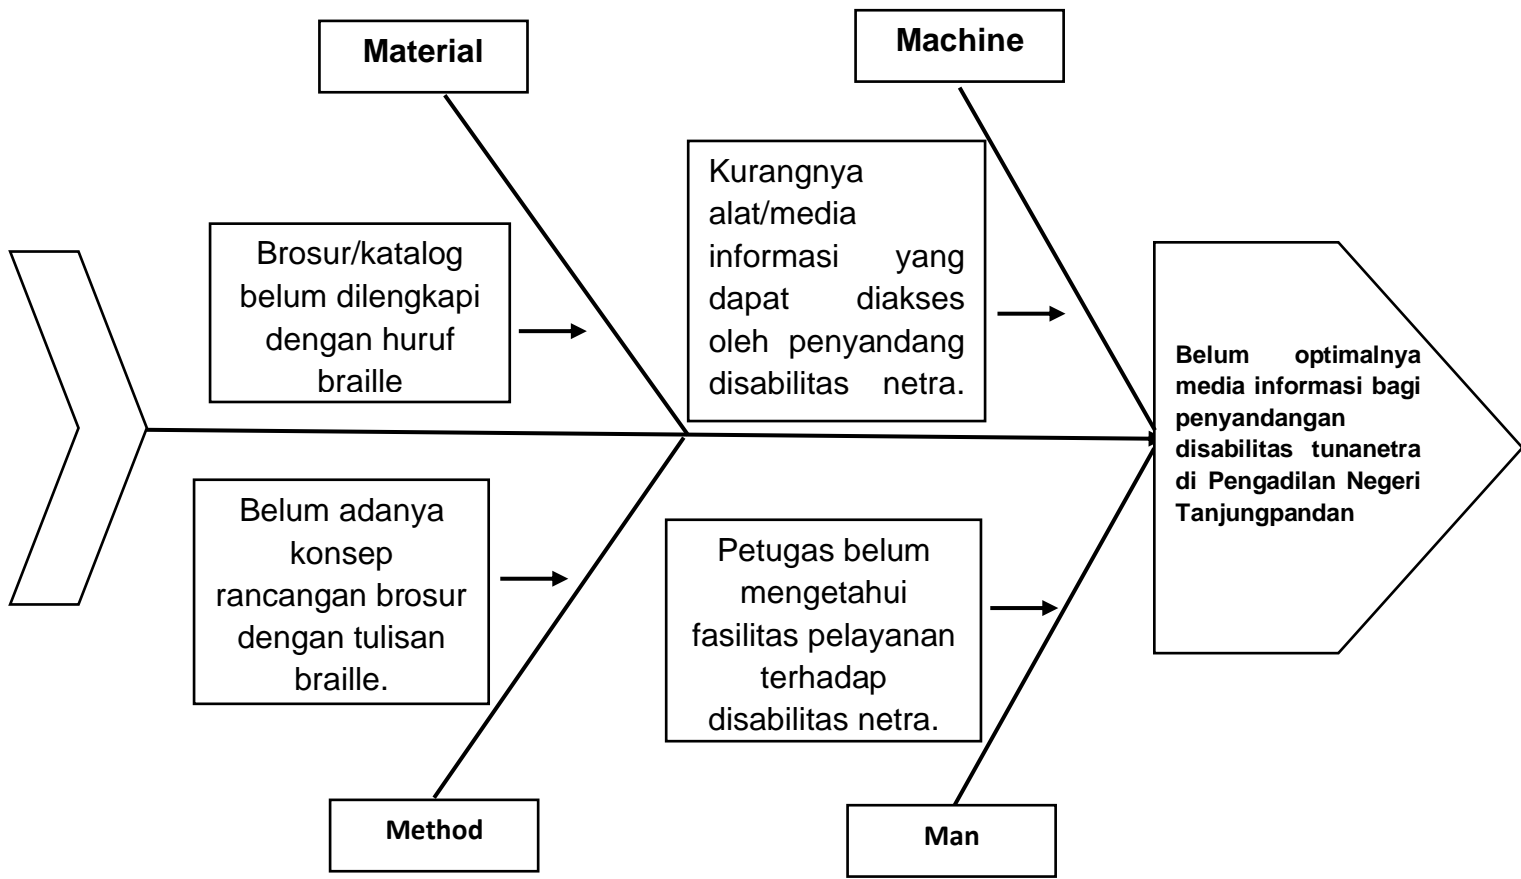 Material
Machine
Brosur/katalog
belum dilengkapi
dengan huruf
braille
Kurangnya
alat/media
informasi yang
dapat diakses
oleh penyandang
disabilitas netra.
Belum optimalnya
media informasi bagi
penyandangan
disabilitas tunanetra
di Pengadilan Negeri
Tanjungpandan
Belum adanya
konsep
rancangan brosur
dengan tulisan
braille.
Petugas belum
mengetahui
fasilitas pelayanan
terhadap
disabilitas netra.
Method
Man